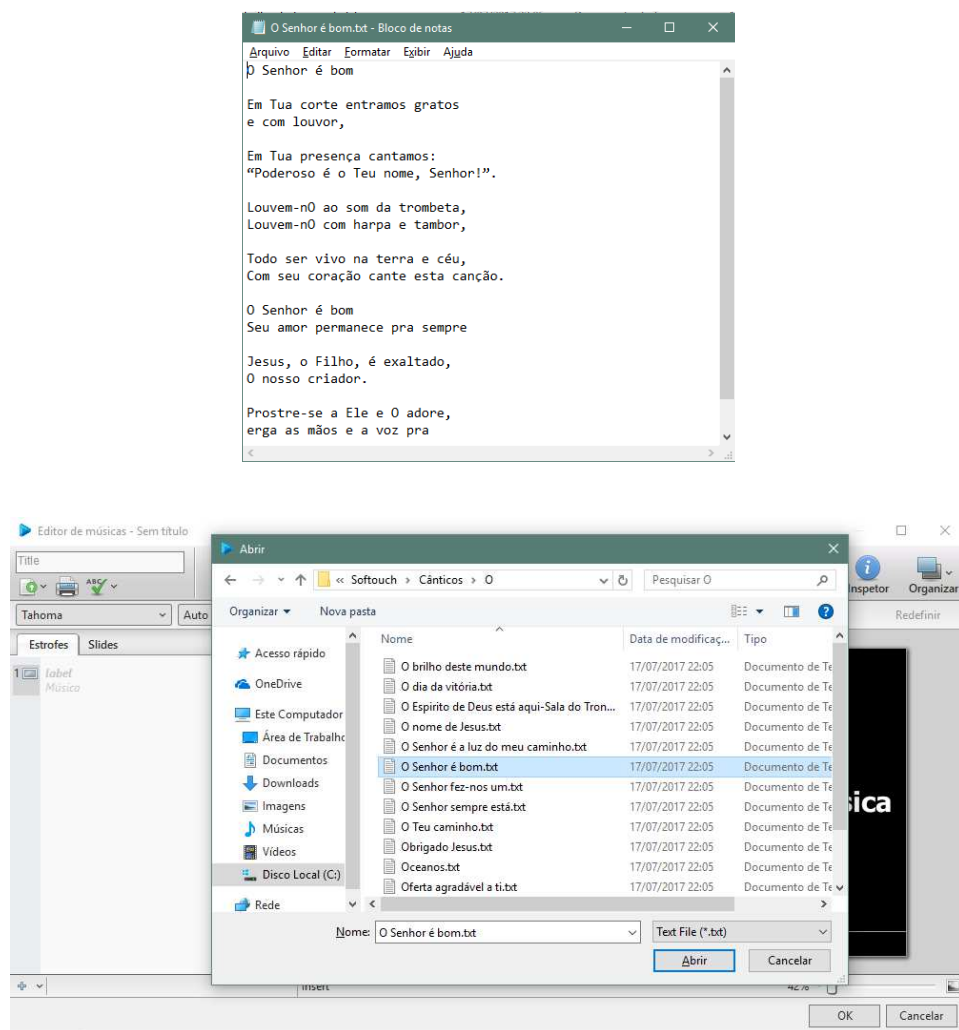 O Senhor é bom.txt - Bloco de notas
Arquivo Editar Formatar Exibir Ajuda
O Senhor é bom
Em Tua corte entramos gratos
e com louvor,
Em Tua presença cantamos:
“Poderoso é o Teu nome, Senhor!”.
Louvem-nO ao som da trombeta,
Louvem-nO com harpa e tambor,
Todo ser vivo na terra e céu,
Com seu coração cante esta canção.
O Senhor é bom
Seu amor permanece pra sempre
Jesus, o Filho, é exaltado,
O nosso criador.
Prostre-se a Ele e O adore,
erga as mãos e a voz pra
Editor de músicas - Sem título
Title
ABC
Tahoma
Auto
Estrofes Slides
1 label
Música
Abrir
« Softouch › Cânticos › O
Pesquisar O
Organizar Nova pasta
Acesso rápido
OneDrive
Este Computador
Área de Trabalho
Documentos
Downloads
Imagens
Músicas
Vídeos
Disco Local (C:)
Rede
Nome Data de modificaç... Tipo
O brilho deste mundo.txt 17/07/2017 22:05 Documento de Te
O dia da vitória.txt 17/07/2017 22:05 Documento de Te
O Espirito de Deus está aqui-Sala do Tron... 17/07/2017 22:05 Documento de Te
O nome de Jesus.txt 17/07/2017 22:05 Documento de Te
O Senhor é a luz do meu caminho.txt 17/07/2017 22:05 Documento de Te
O Senhor é bom.txt 17/07/2017 22:05 Documento de Te
O Senhor fez-nos um.txt 17/07/2017 22:05 Documento de Te
O Senhor sempre está.txt 17/07/2017 22:05 Documento de Te
O Teu caminho.txt 17/07/2017 22:05 Documento de Te
Obrigado Jesus.txt 17/07/2017 22:05 Documento de Te
Oceanos.txt 17/07/2017 22:05 Documento de Te
Oferta agradável a ti.txt 17/07/2017 22:05 Documento de Te
Nome: O Senhor é bom.txt
Text File (*.txt)
Abrir Cancelar
Inspetor Organizar
Redefinir
sica
Insert 42%
OK Cancelar